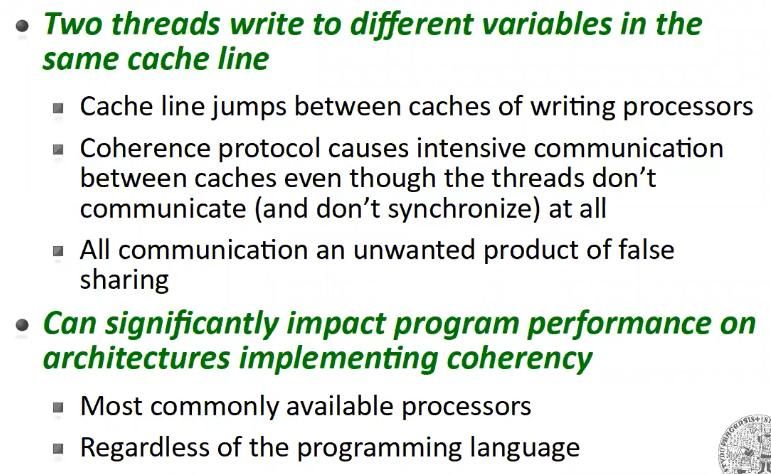 Two threads write to different variables in the
same cache line
Cache line jumps between caches of writing processors
Coherence protocol causes intensive communication
between caches even though the threads don't
communicate (and don't synchronize) at all
All communication an unwanted product of false
sharing
Can significantly impact program performance on
architectures implementing coherency
Most commonly available processors
Regardless of the programming language